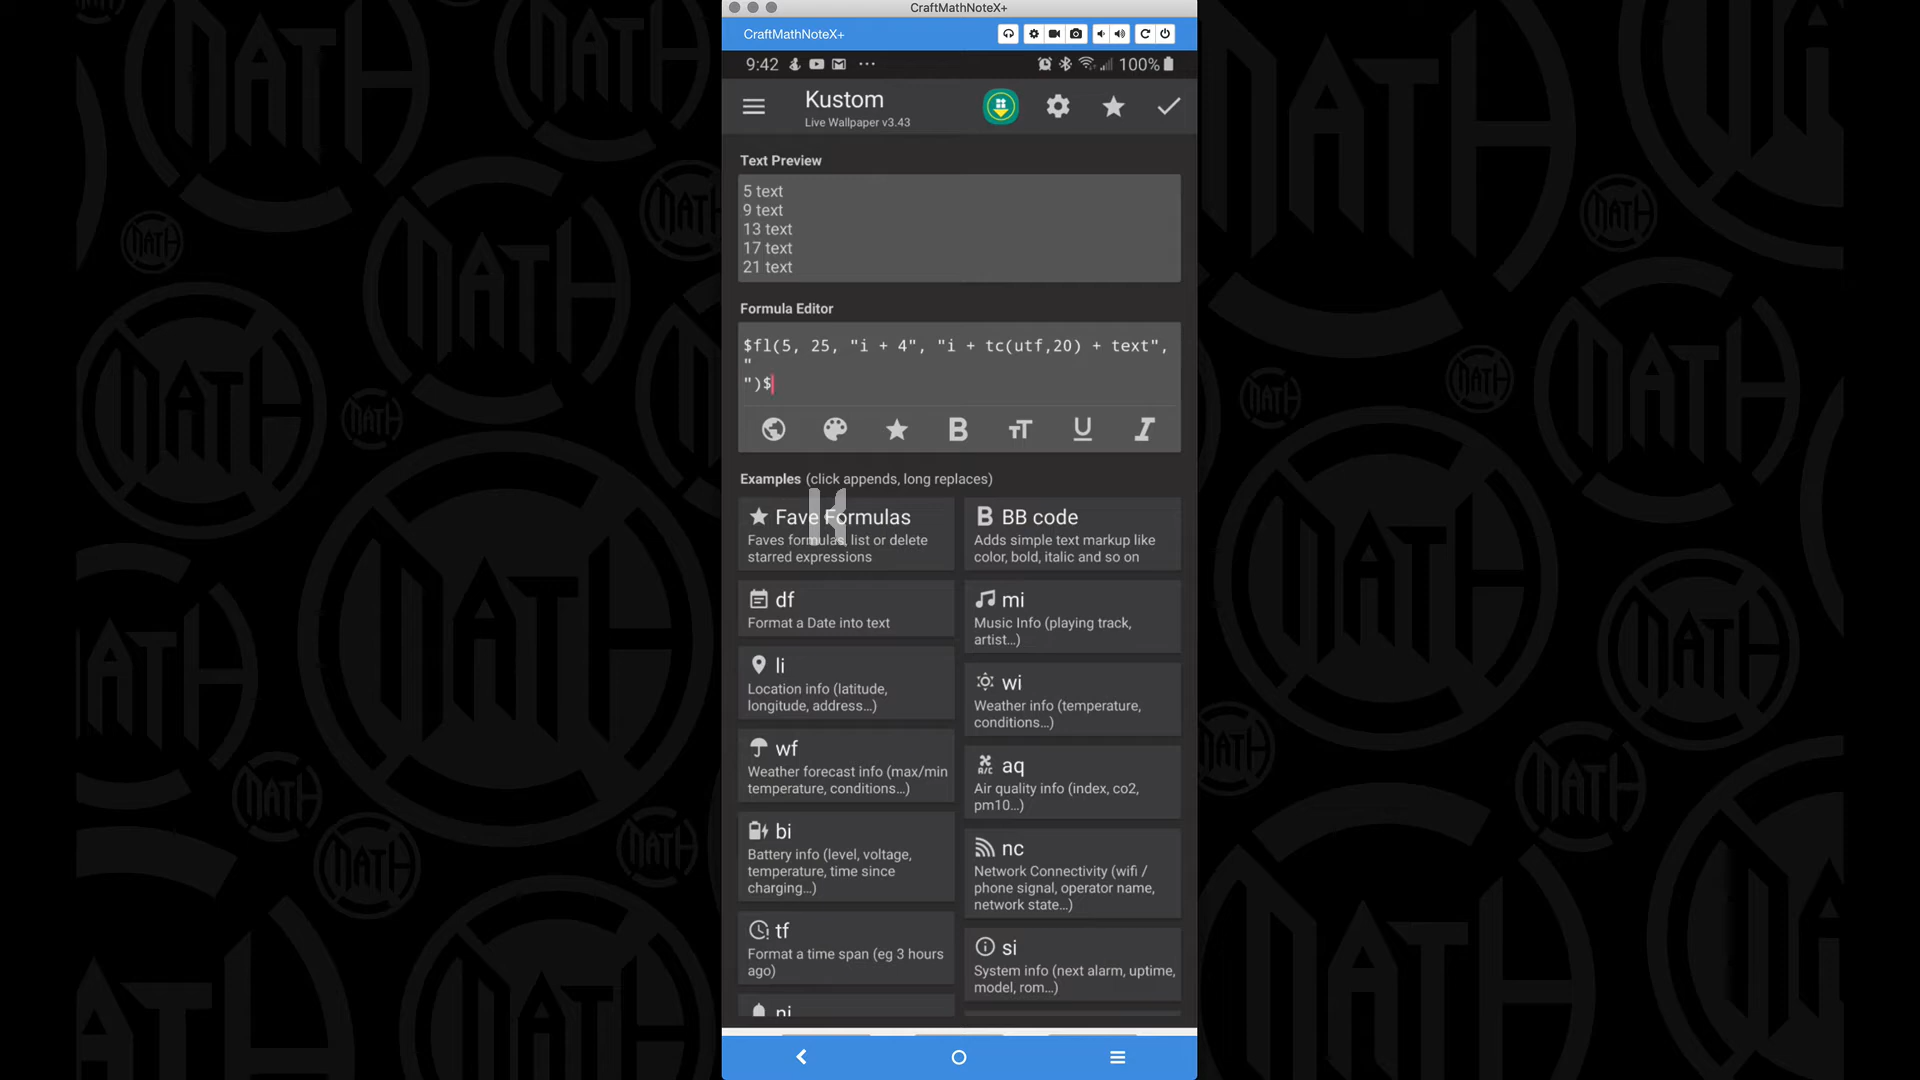 CraftMathNoteX+
CraftMathNoteX+
9:42
100%
Kustom
Live Wallpaper v3.43
Text Preview
5 text
9 text
13 text
17 text
21 text
Formula Editor
$fl(5, 25, "i + 4", "i + tc(utf,20) + text",
"
")$
B TT U I
Examples (click appends, long replaces)
K
Fave Formulas
Faves formulas, list or delete
starred expressions
B BB code
Adds simple text markup like
color, bold, italic and so on
df
Format a Date into text
mi
Music Info (playing track,
artist...)
li
Location info (latitude,
longitude, address...)
wi
Weather info (temperature,
conditions...)
wf
Weather forecast info (max/min
temperature, conditions...)
aq
Air quality info (index, co2,
pm10...)
bi
Battery info (level, voltage,
temperature, time since
charging...)
nc
Network Connectivity (wifi /
phone signal, operator name,
network state...)
tf
Format a time span (eg 3 hours
ago)
si
System info (next alarm, uptime,
model, rom...)
MATH